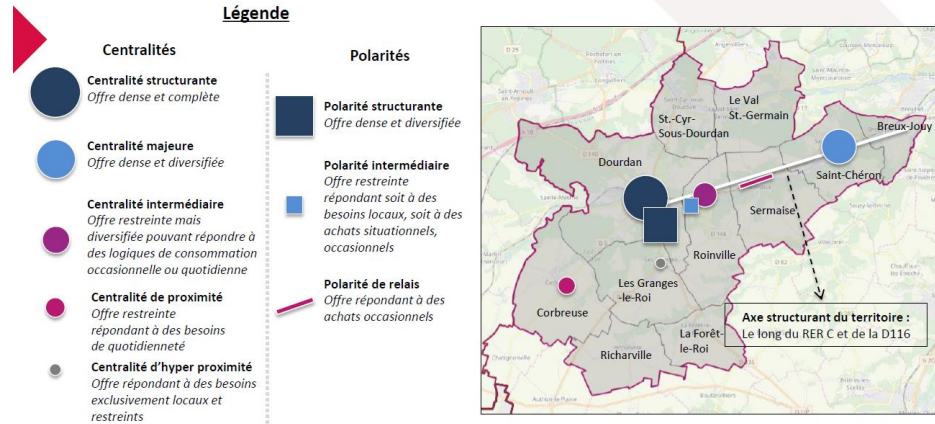 Légende
Centralités
Centralité structurante
Offre dense et complète
Centralité majeure
Offre dense et diversifiée
Centralité intermédiaire
Offre restreinte mais
diversifiée pouvant répondre à
des logiques de consommation
occasionnelle ou quotidienne
Centralité de proximité
Offre restreinte
répondant à des besoins
de quotidienneté
Centralité d'hyper proximité
Offre répondant à des besoins
exclusivement locaux et
restreints
Polarités
Polarité structurante
Offre dense et diversifiée
Polarité intermédiaire
Offre restreinte
répondant soit à des
besoins locaux, soit à des
achats situationnels,
occasionnels
Polarité de relais
Offre répondant à des
achats occasionnels
Le Val
St.-Germain
St.-Cyr-
Sous-Dourdan
Breux-Jouy
Dourdan
Saint-Chéron
Sermaise
Roinville
Les Granges
-le-Roi
Corbreuse
La Forêt-
le-Roi
Richarville
Axe structurant du territoire :
Le long du RER C et de la D116